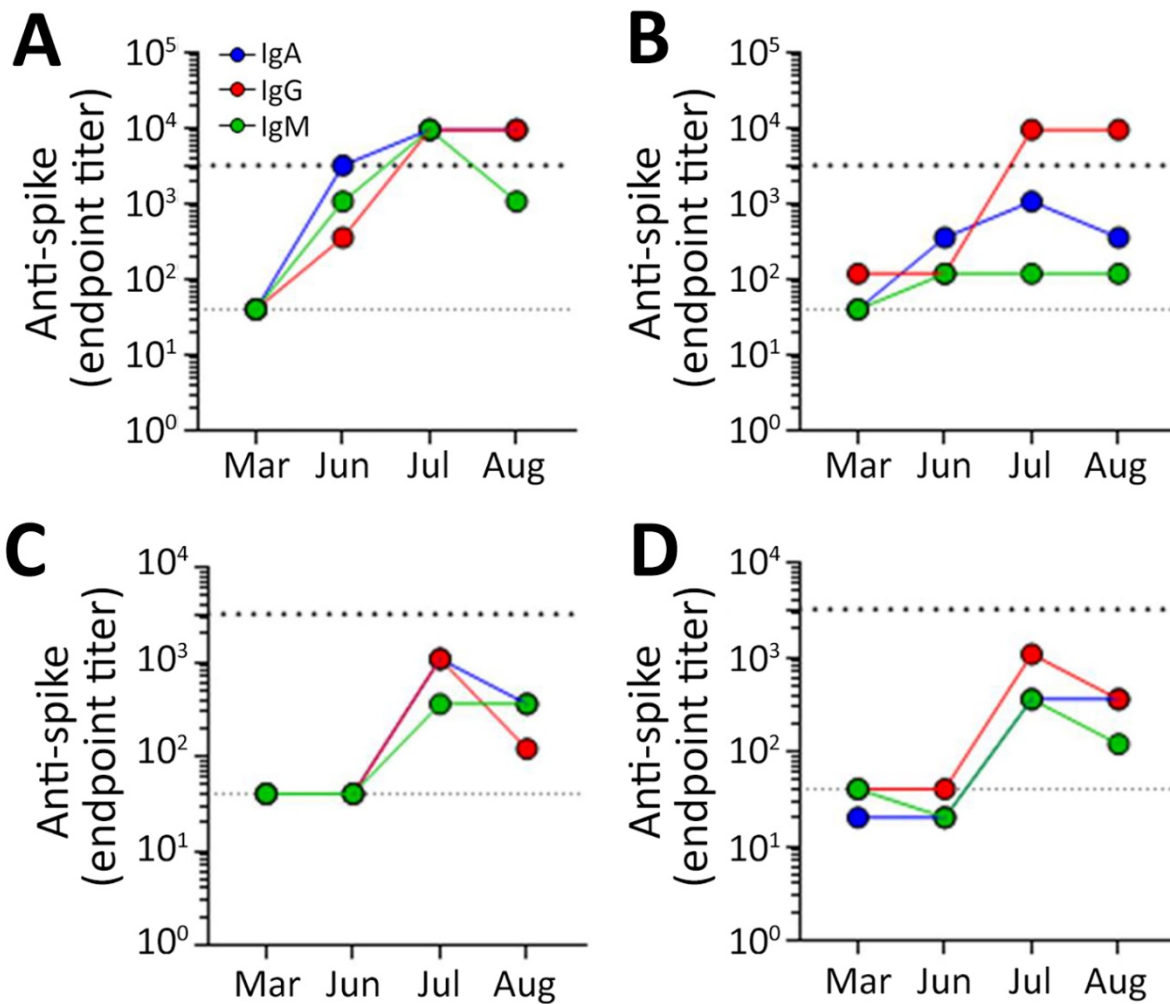 A
10⁵
10⁴
10³
10²
10¹
10⁰
Anti-spike
(endpoint titer)
IgA
IgG
IgM
Mar Jun Jul Aug
B
10⁵
10⁴
10³
10²
10¹
10⁰
Anti-spike
(endpoint titer)
Mar Jun Jul Aug
C
10⁴
10³
10²
10¹
10⁰
Anti-spike
(endpoint titer)
Mar Jun Jul Aug
D
10⁴
10³
10²
10¹
10⁰
Anti-spike
(endpoint titer)
Mar Jun Jul Aug